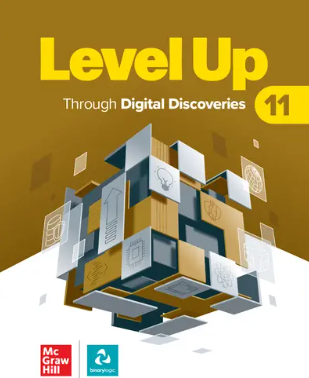 Level Up
Through Digital Discoveries
11
Mc
Graw
Hill
binarylogic